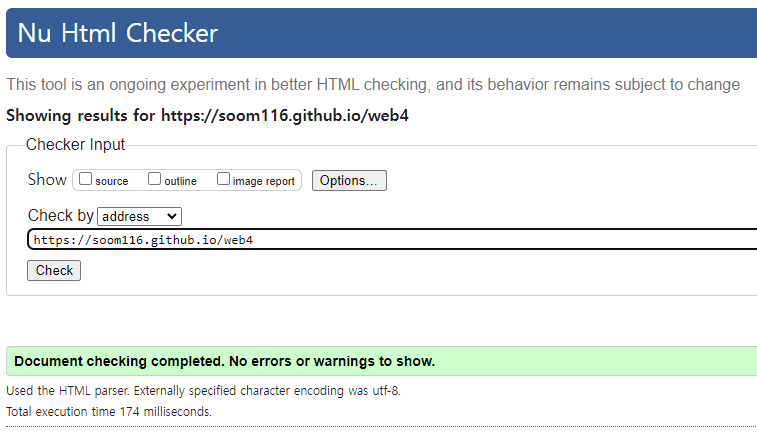 Nu Html Checker
This tool is an ongoing experiment in better HTML checking, and its behavior remains subject to change
Showing results for https://soom116.github.io/web4
Checker Input
Show source outline image report Options...
Check by address
https://soom116.github.io/web4
Check
Document checking completed. No errors or warnings to show.
Used the HTML parser. Externally specified character encoding was utf-8.
Total execution time 174 milliseconds.